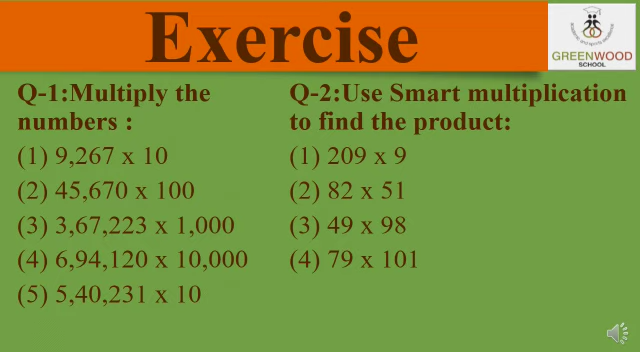 Exercise
GREENWOOD
SCHOOL
Q-1:Multiply the
numbers :
(1) 9,267 x 10
(2) 45,670 x 100
(3) 3,67,223 x 1,000
(4) 6,94,120 x 10,000
(5) 5,40,231 x 10
Q-2:Use Smart multiplication
to find the product:
(1) 209 x 9
(2) 82 x 51
(3) 49 x 98
(4) 79 x 101